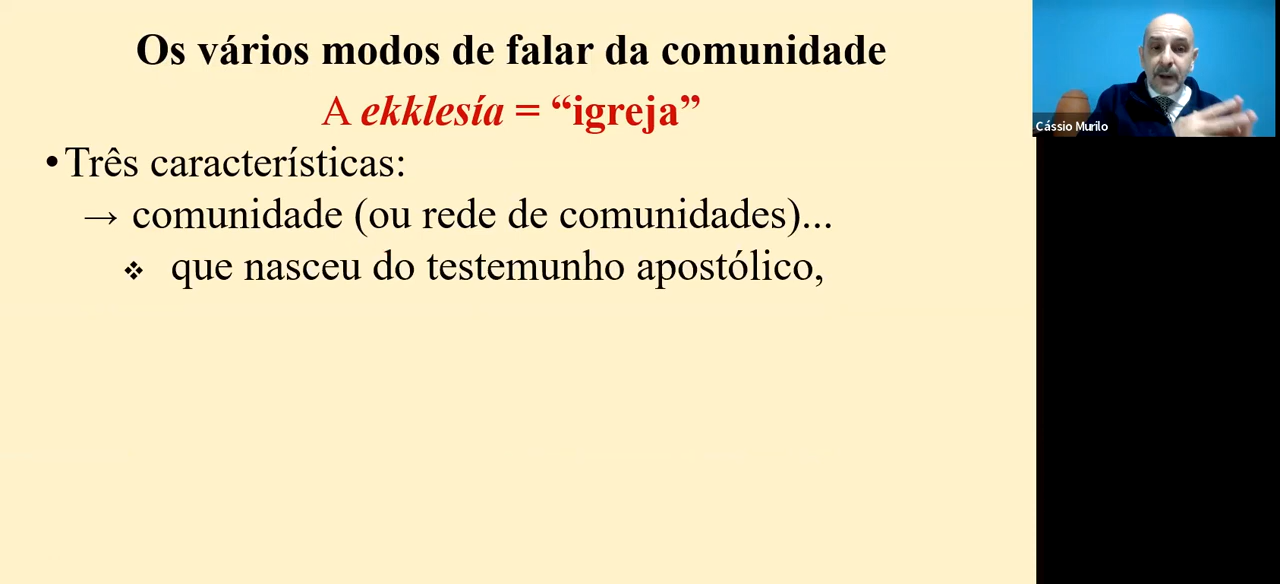 Os vários modos de falar da comunidade
A ekklesía = “igreja”
•Três características:
→ comunidade (ou rede de comunidades)...
❖ que nasceu do testemunho apostólico,
Cássio Murilo